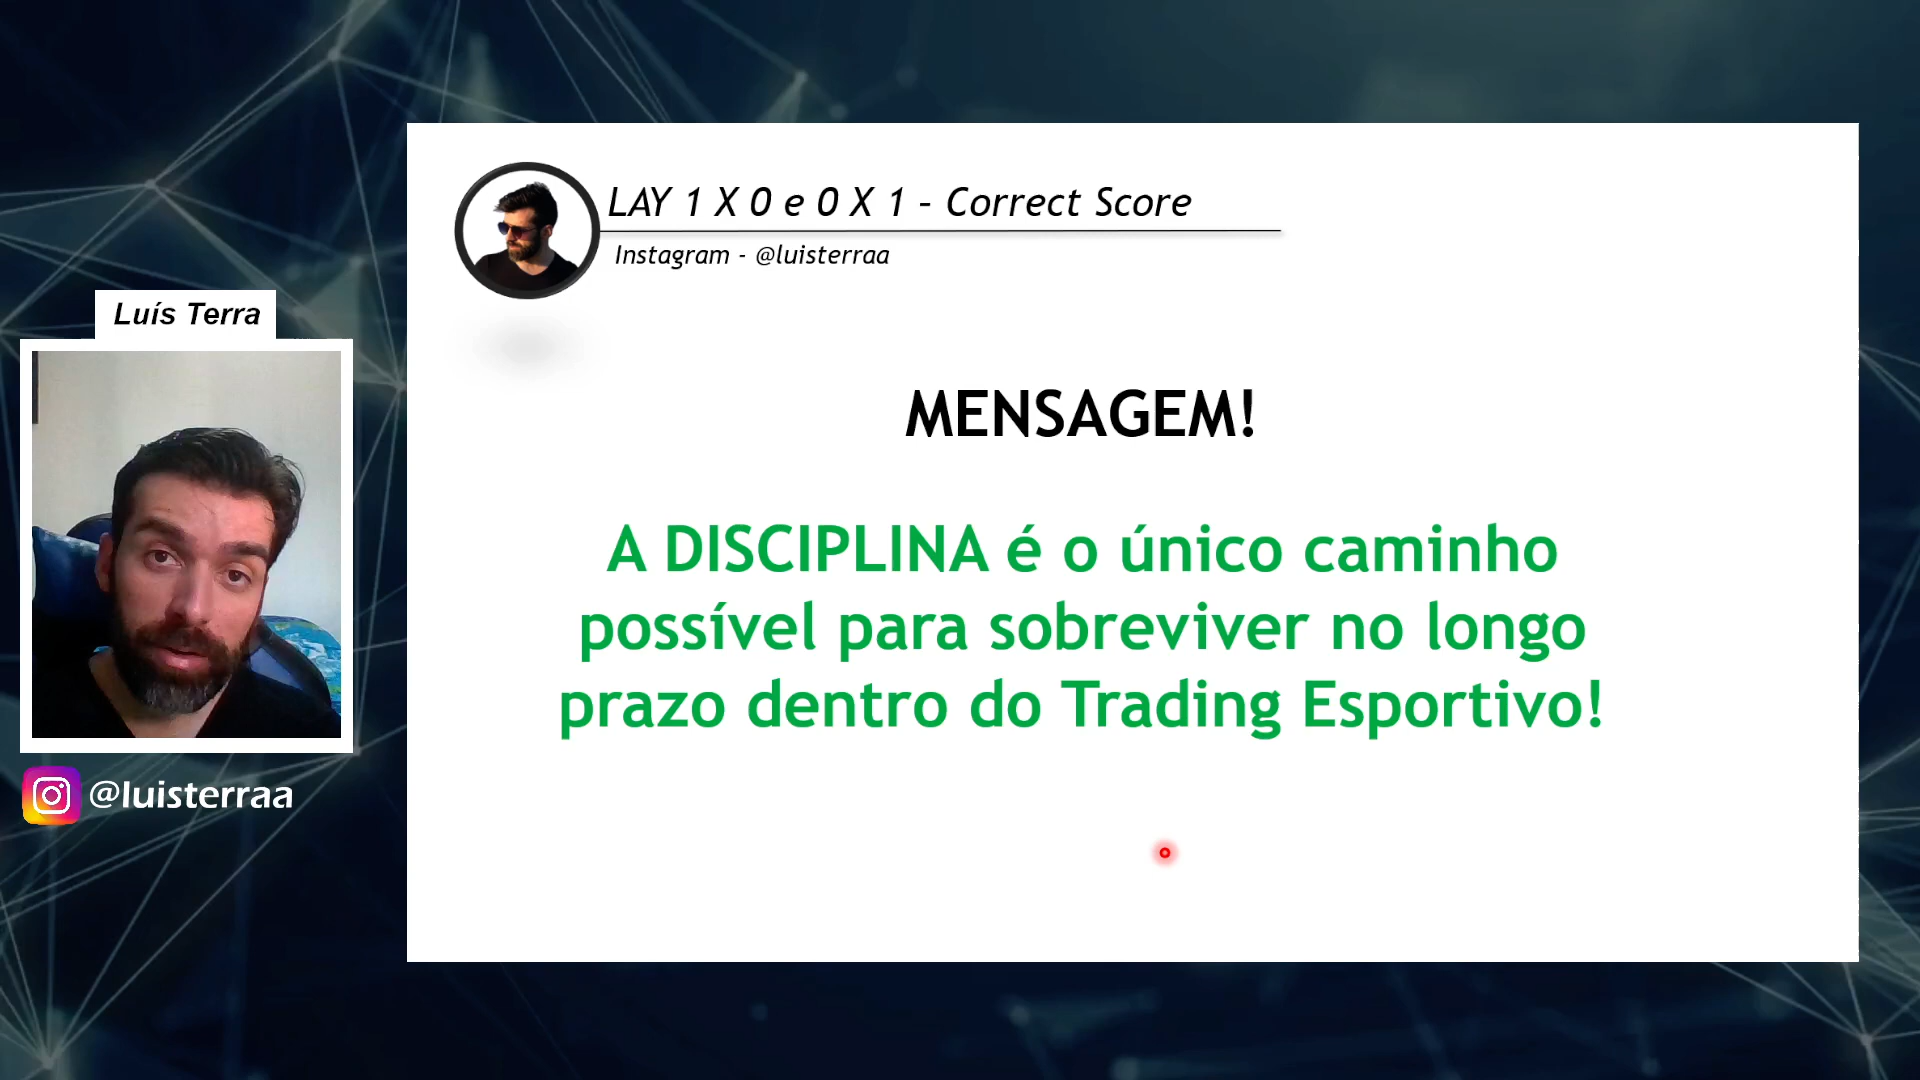 LAY 1 X 0 e 0 X 1 – Correct Score
Instagram - @luisterraa
Luís Terra
MENSAGEM!
A DISCIPLINA é o único caminho
possível para sobreviver no longo
prazo dentro do Trading Esportivo!
@luisterraa